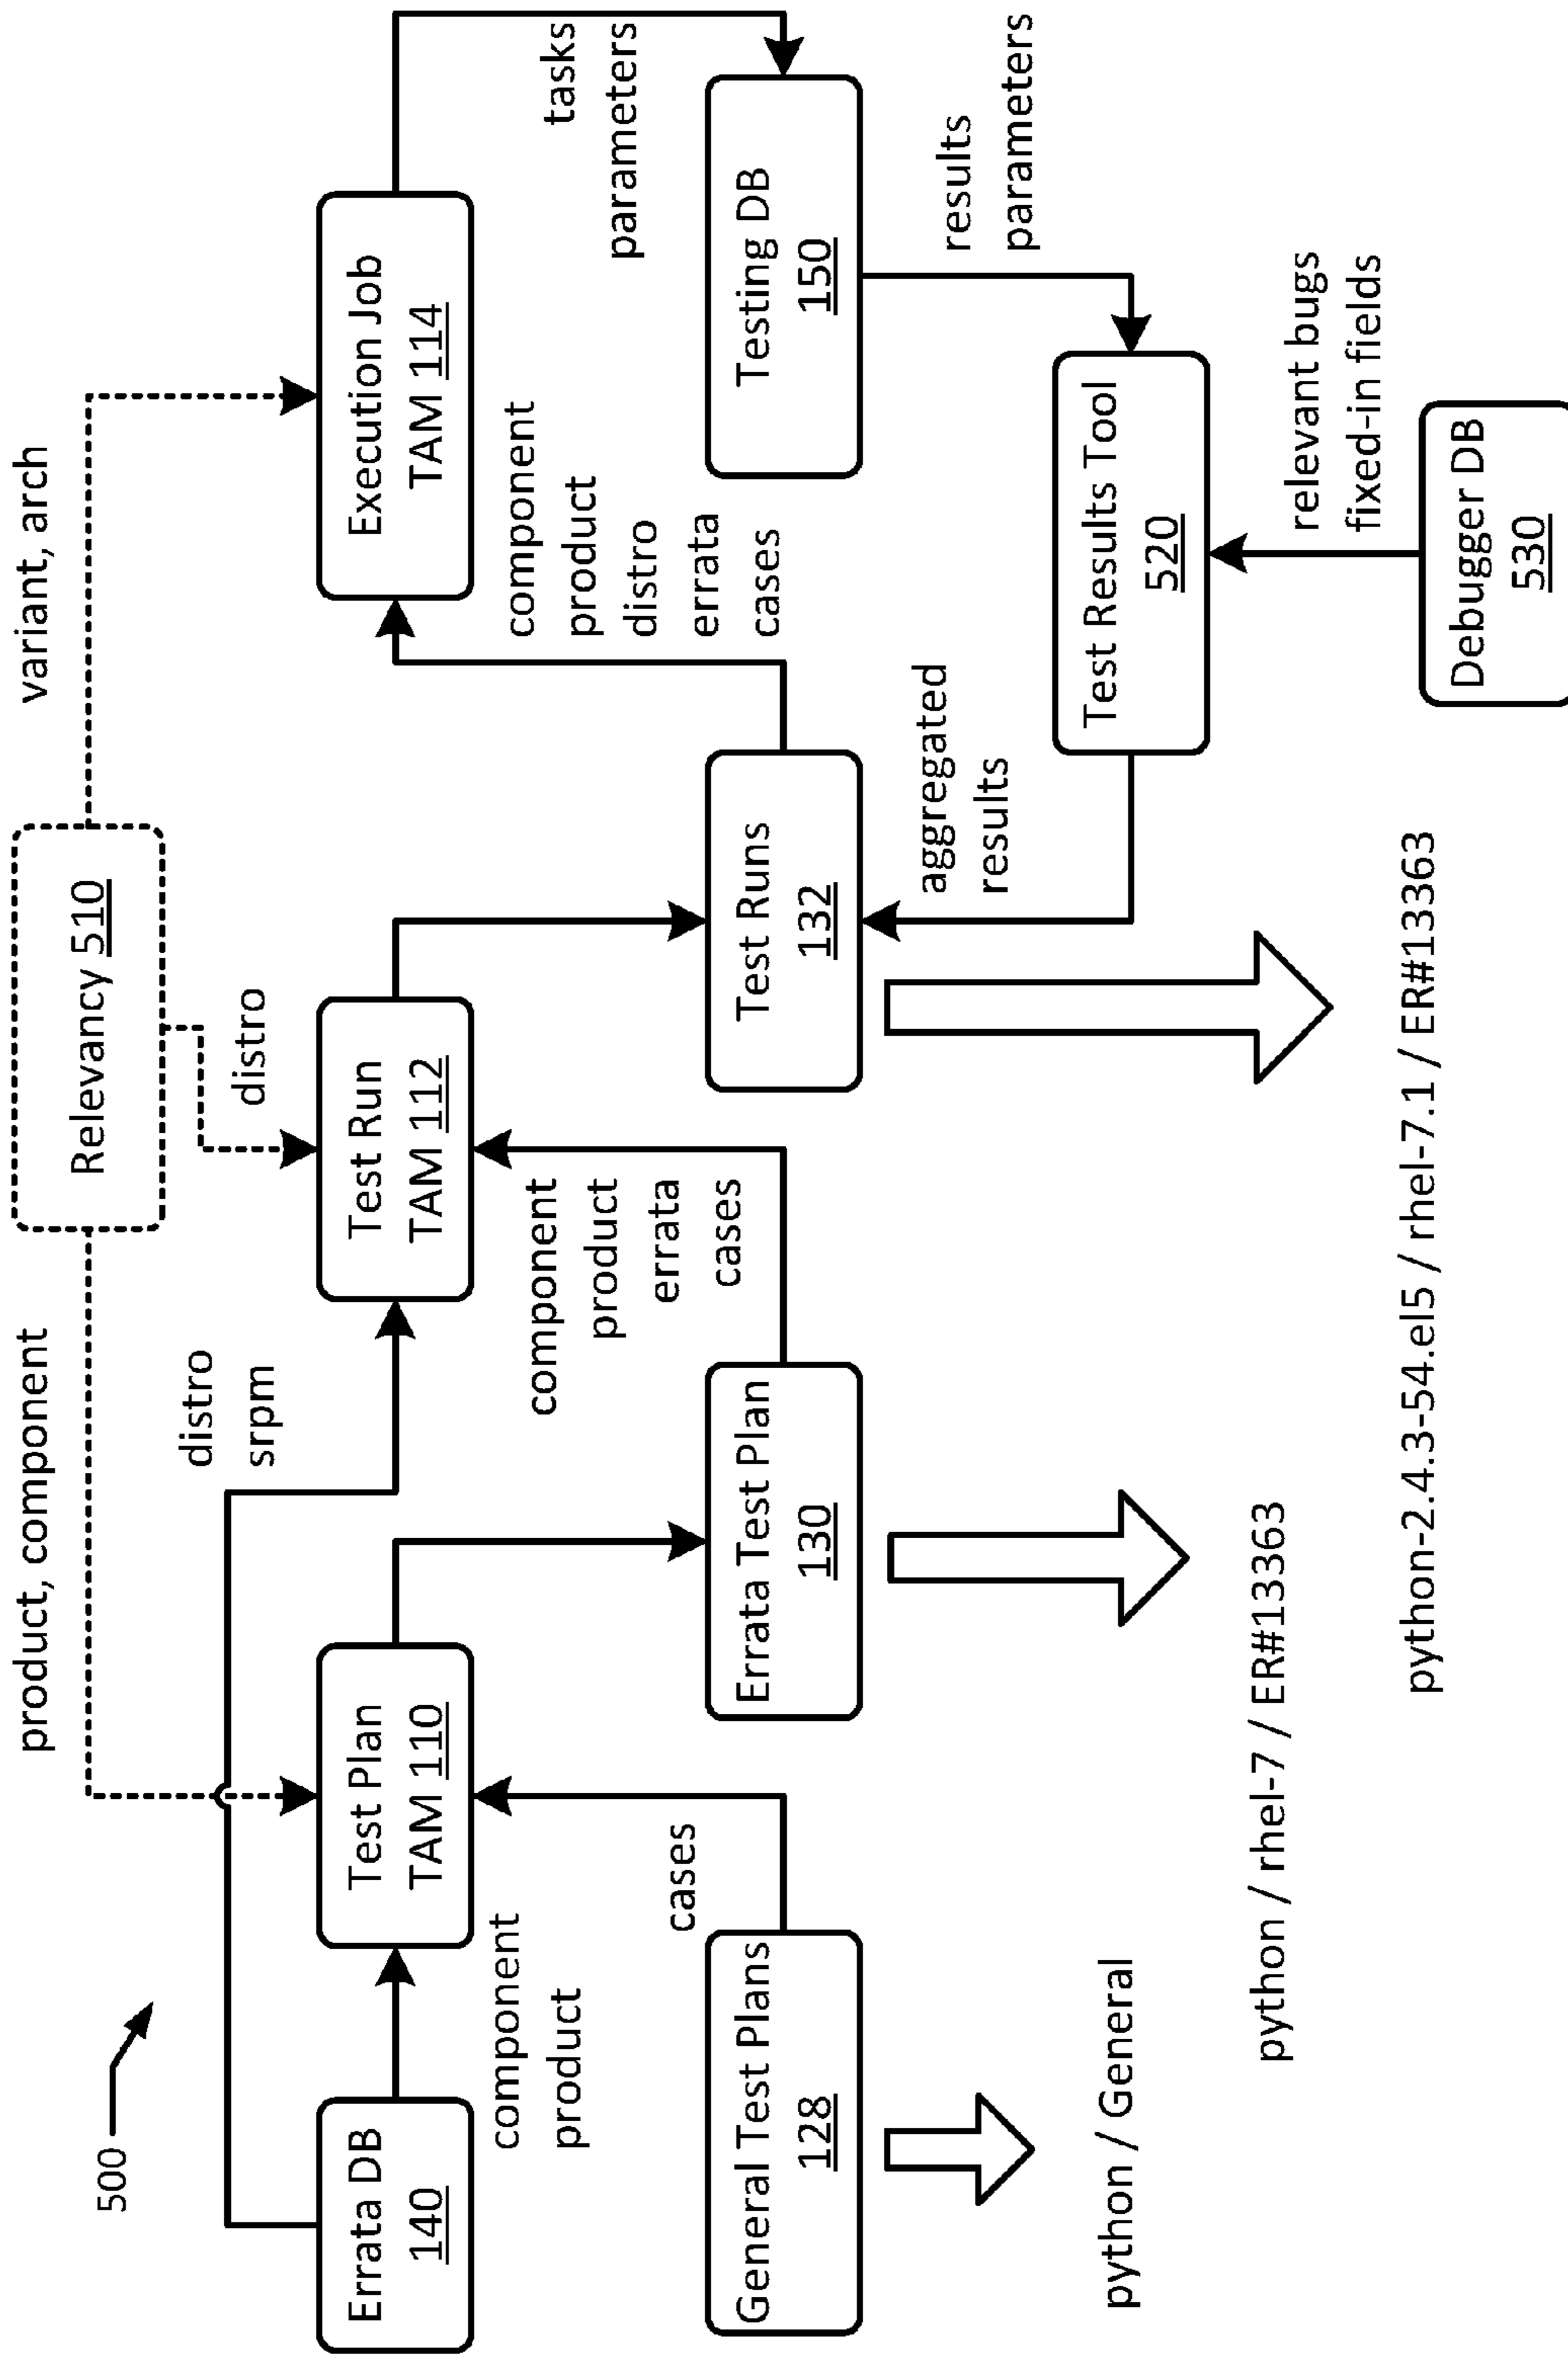 500
product, component
Relevancy 510
variant, arch
distro
srpm
distro
Errata DB
140
Test Plan
TAM 110
Test Run
TAM 112
Execution Job
TAM 114
component
product
cases
component
product
errata
cases
component
product
distro
errata
cases
tasks
parameters
General Test Plans
128
Errata Test Plan
130
Test Runs
132
Testing DB
150
aggregated
results
results
parameters
Test Results Tool
520
relevant bugs
fixed-in fields
Debugger DB
530
python / General
python / rhel-7 / ER#13363
python-2.4.3-54.el5 / rhel-7.1 / ER#13363